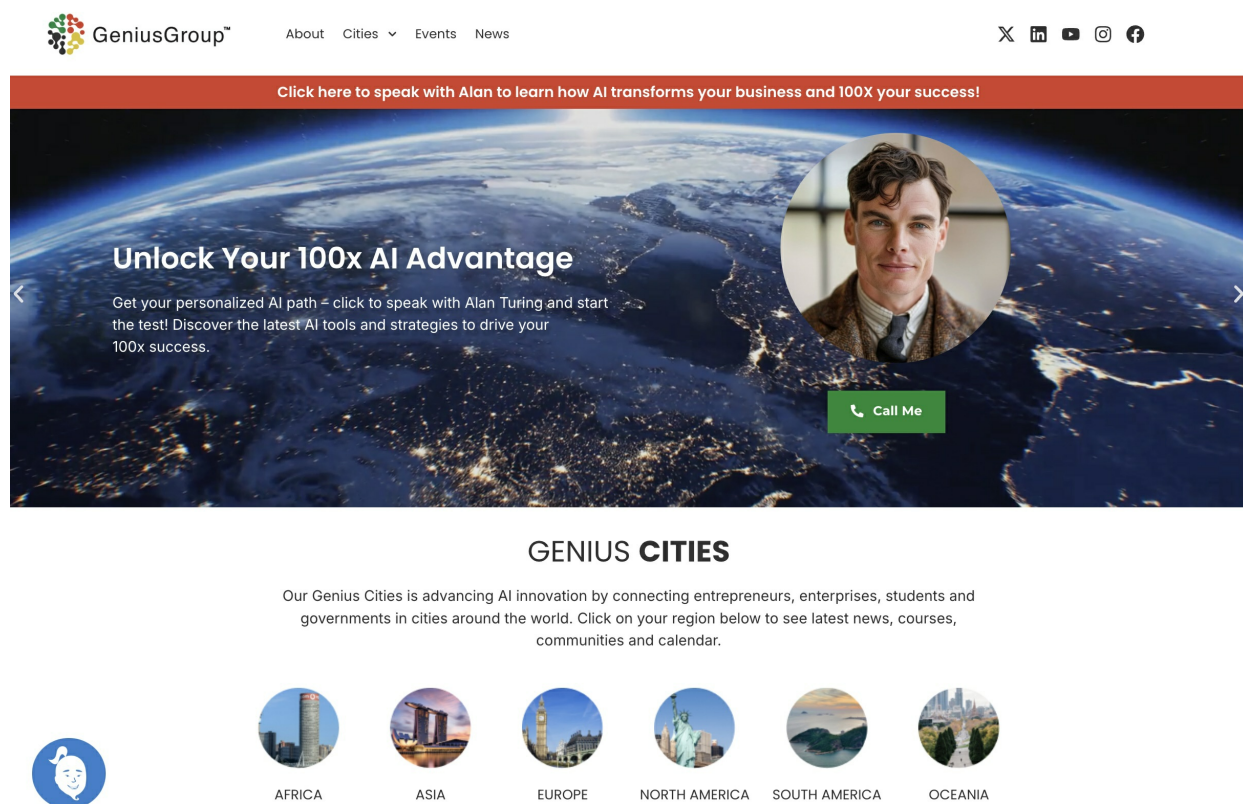 GeniusGroup™
About Cities Events News
Click here to speak with Alan to learn how AI transforms your business and 100X your success!
Unlock Your 100x AI Advantage
Get your personalized AI path – click to speak with Alan Turing and start
the test! Discover the latest AI tools and strategies to drive your
100x success.
Call Me
GENIUS CITIES
Our Genius Cities is advancing AI innovation by connecting entrepreneurs, enterprises, students and
governments in cities around the world. Click on your region below to see latest news, courses,
communities and calendar.
AFRICA ASIA EUROPE NORTH AMERICA SOUTH AMERICA OCEANIA